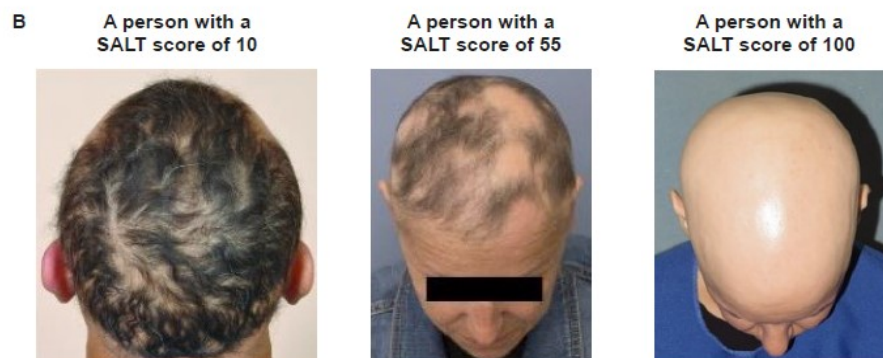 B
A person with a
SALT score of 10
A person with a
SALT score of 55
A person with a
SALT score of 100